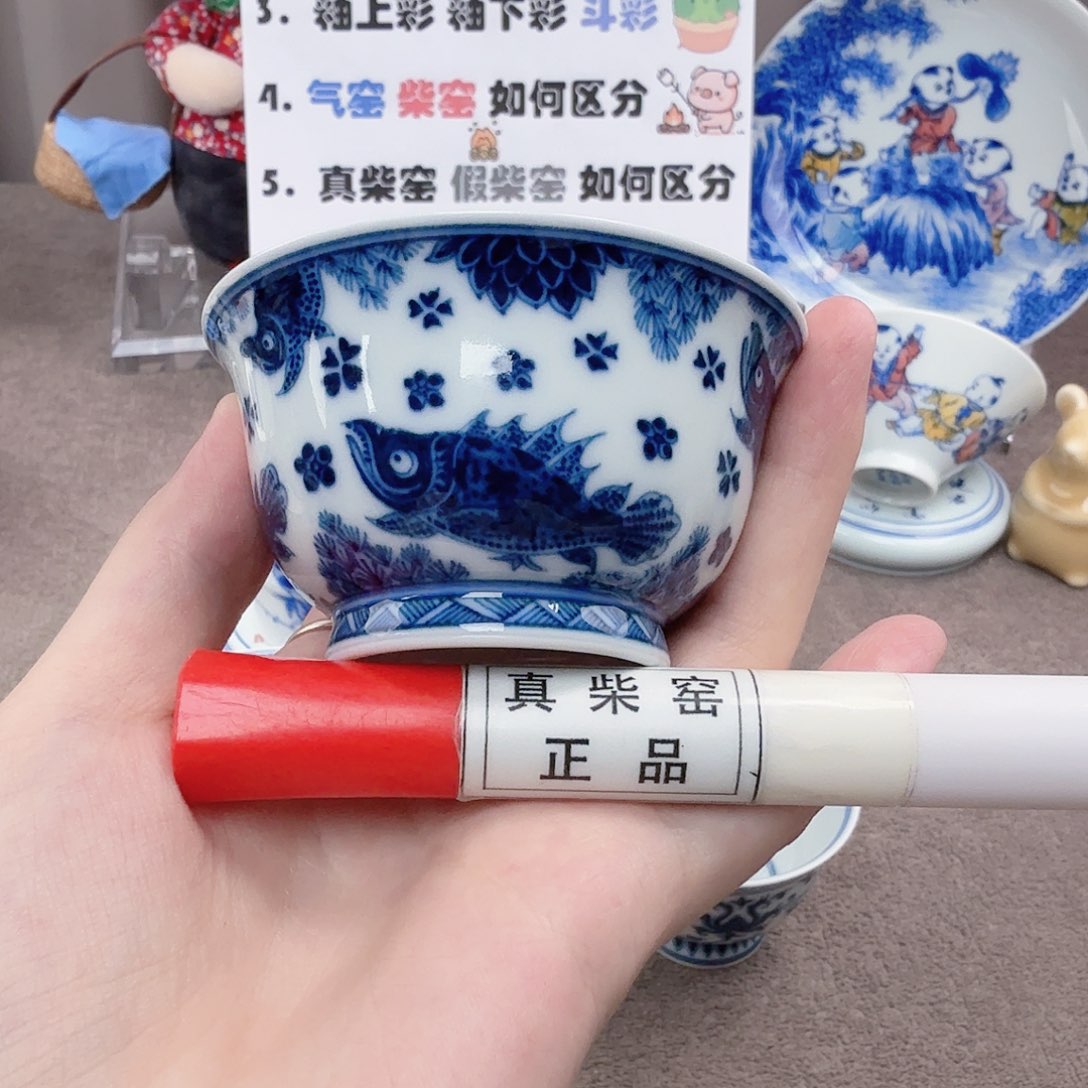 3. 釉上彩 釉下彩 斗彩
4. 气窑 柴窑 如何区分
5. 真柴窑 假柴窑 如何区分
真柴窑
正品